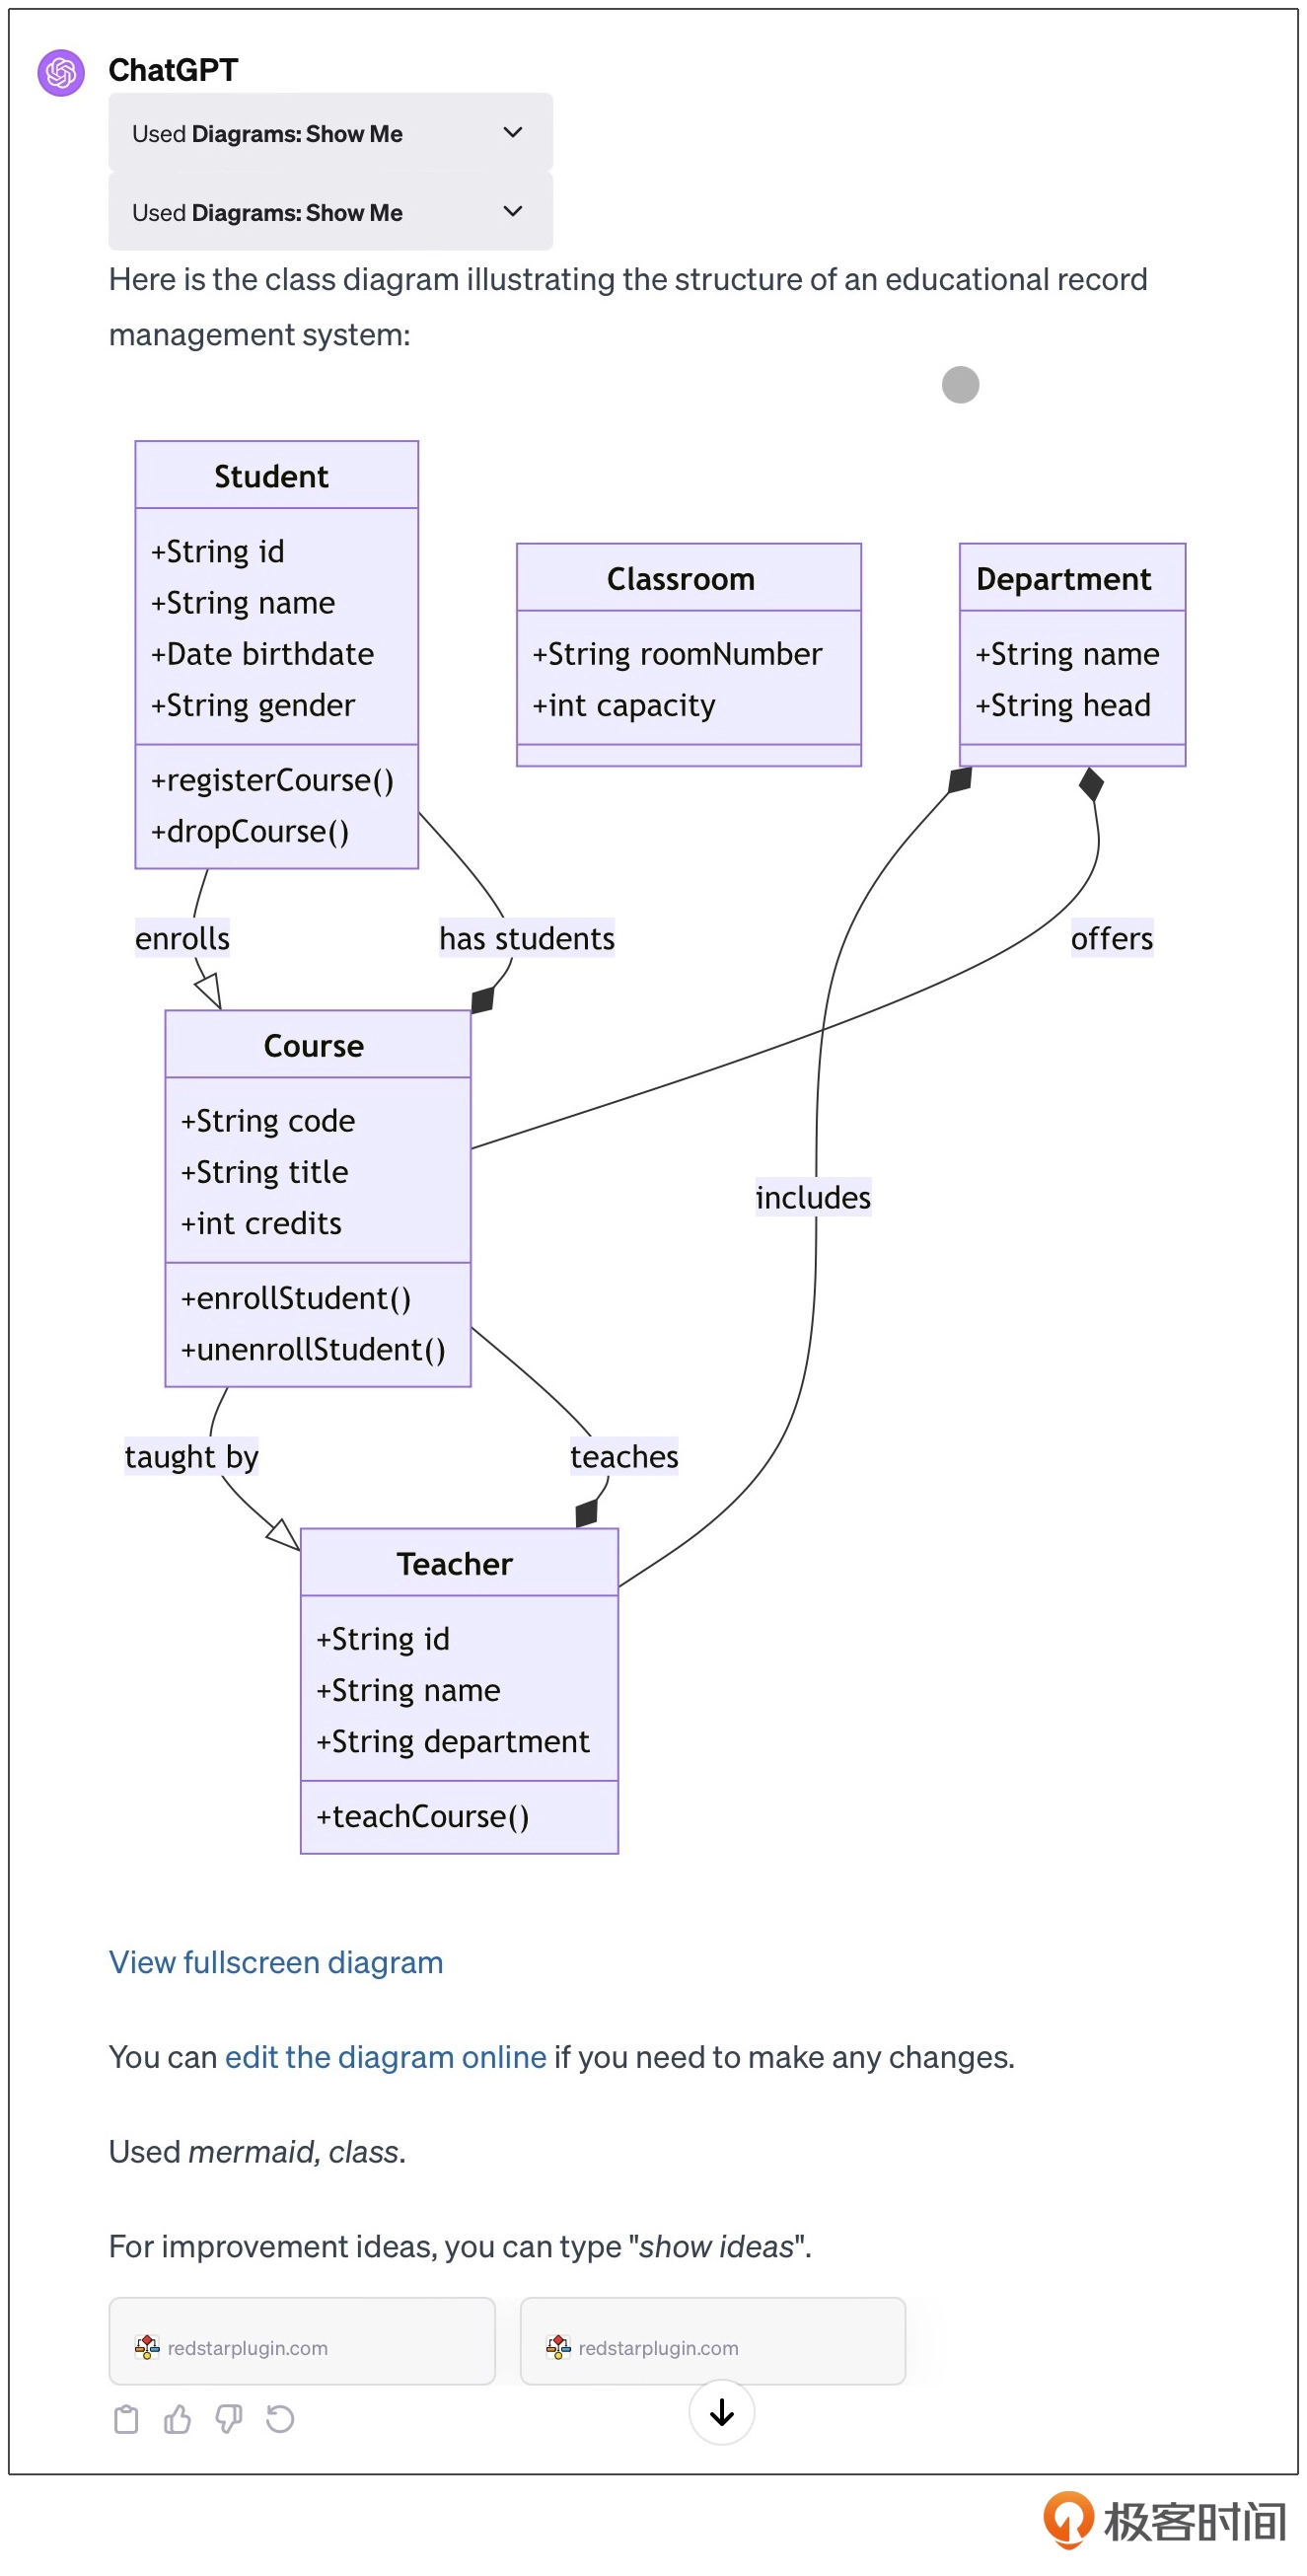 ChatGPT
Used Diagrams: Show Me
Used Diagrams: Show Me
Here is the class diagram illustrating the structure of an educational record
management system:
Student
+String id
+String name
+Date birthdate
+String gender
+registerCourse()
+dropCourse()
Classroom
+String roomNumber
+int capacity
Department
+String name
+String head
enrolls
has students
offers
Course
+String code
+String title
+int credits
+enrollStudent()
+unenrollStudent()
includes
taught by
teaches
Teacher
+String id
+String name
+String department
+teachCourse()
View fullscreen diagram
You can edit the diagram online if you need to make any changes.
Used mermaid, class.
For improvement ideas, you can type "show ideas".
redstarplugin.com
redstarplugin.com
极客时间